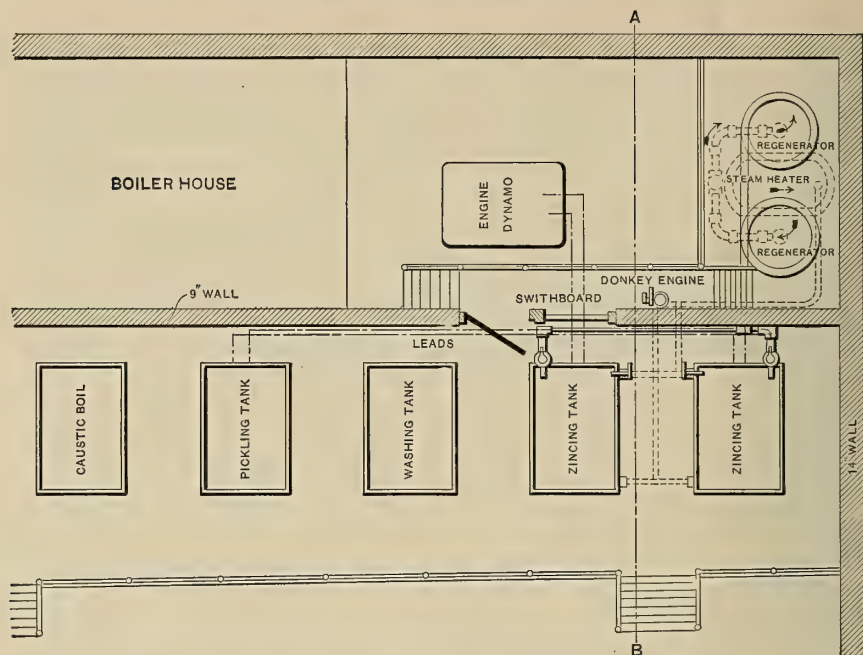 A
REGENERATOR
STEAM HEATER
BOILER HOUSE
ENGINE
DYNAMO
REGENERATOR
DONKEY ENGINE
9" WALL
SWITHBOARD
LEADS
CAUSTIC BOIL
PICKLING TANK
WASHING TANK
ZINCING TANK
ZINCING TANK
14" WALL
B